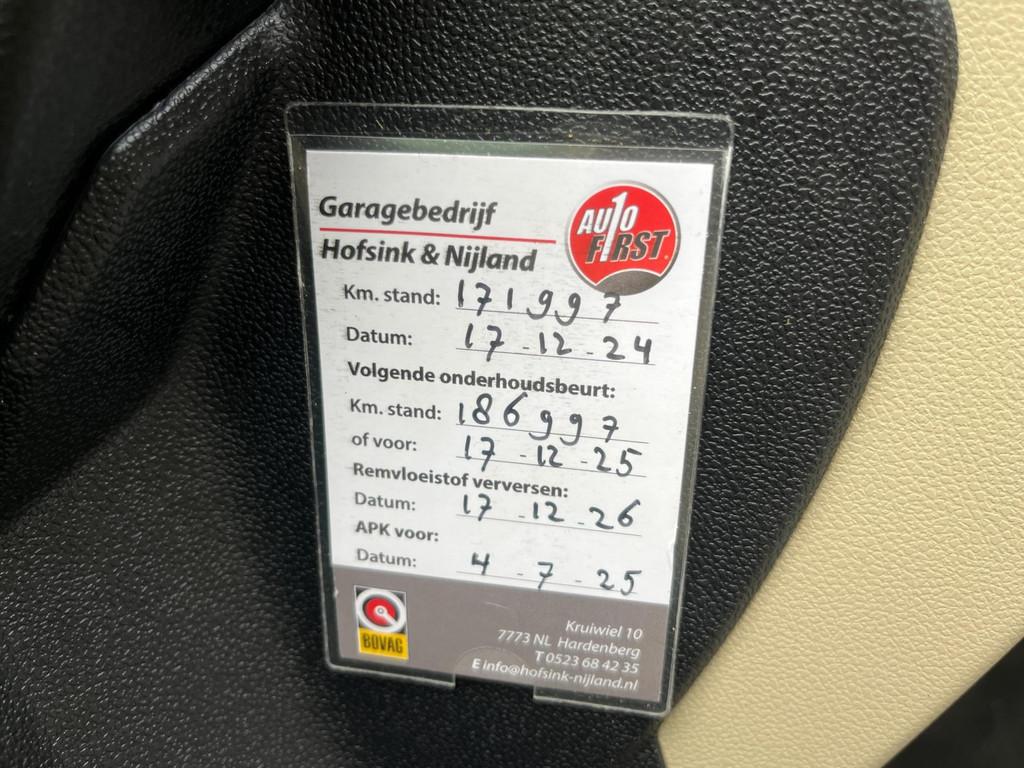 Garagebedrijf
Hofsink & Nijland
AU1O
F!RST
Km. stand: 171997
Datum: 17-12-24
Volgende onderhoudsbeurt:
Km. stand: 186997
of voor: 17-12-25
Remvloeistof verversen:
Datum: 17-12-26
APK voor:
Datum: 4-7-25
BOVAG
Kruiwiel 10
7773 NL Hardenberg
T 0523 68 42 35
E info@hofsink-nijland.nl